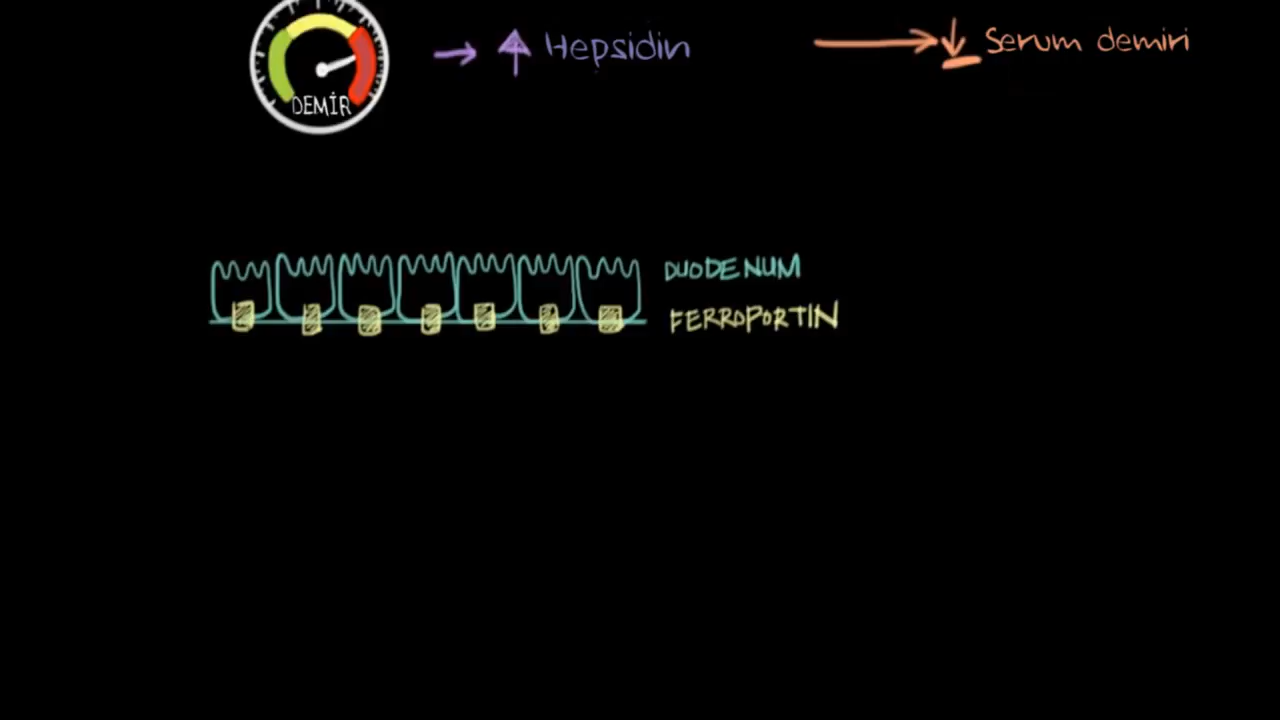 DEMİR
Hepsidin
Serum demiri
DUODENUM
FERROPORTIN